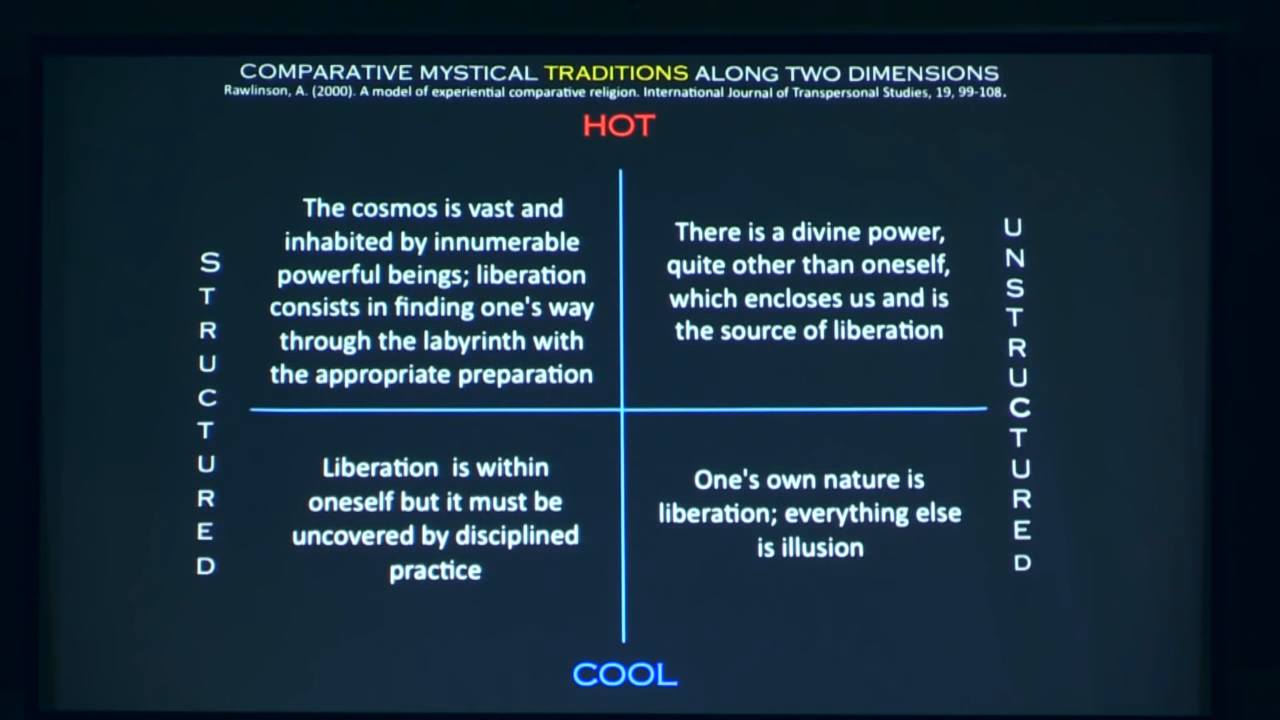 COMPARATIVE MYSTICAL TRADITIONS ALONG TWO DIMENSIONS
Rawlinson, A. (2000). A model of experiential comparative religion. International Journal of Transpersonal Studies, 19, 99-108.
HOT
STRUCTURED
The cosmos is vast and
inhabited by innumerable
powerful beings; liberation
consists in finding one's way
through the labyrinth with
the appropriate preparation
There is a divine power,
quite other than oneself,
which encloses us and is
the source of liberation
UNSTRUCTURED
Liberation is within
oneself but it must be
uncovered by disciplined
practice
One's own nature is
liberation; everything else
is illusion
COOL